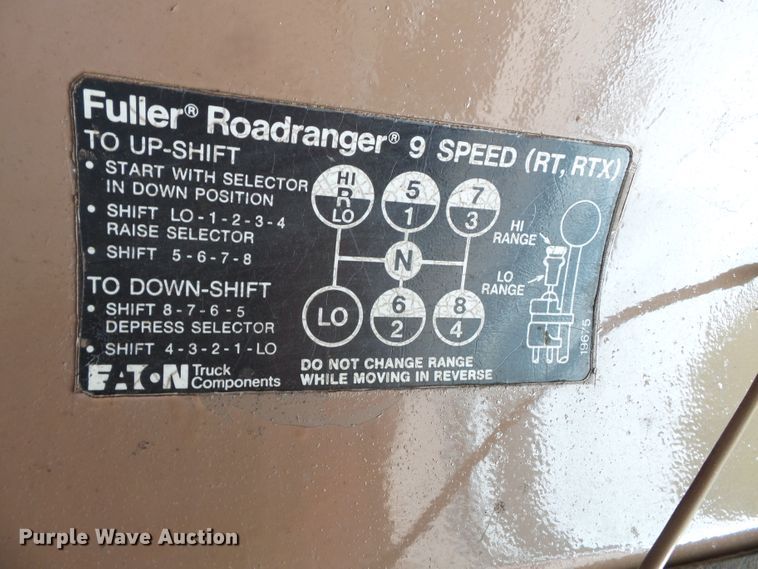 Fuller® Roadranger® 9 SPEED (RT, RTX)
TO UP-SHIFT
• START WITH SELECTOR
IN DOWN POSITION
• SHIFT LO-1-2-3-4
RAISE SELECTOR
• SHIFT 5-6-7-8
TO DOWN-SHIFT
• SHIFT 8-7-6-5
DEPRESS SELECTOR
• SHIFT 4-3-2-1-LO
EATON Truck
Components
HI
R
LO
5
1
7
3
N
LO
6
2
8
4
DO NOT CHANGE RANGE
WHILE MOVING IN REVERSE
HI
RANGE
LO
RANGE
19675
Purple Wave Auction